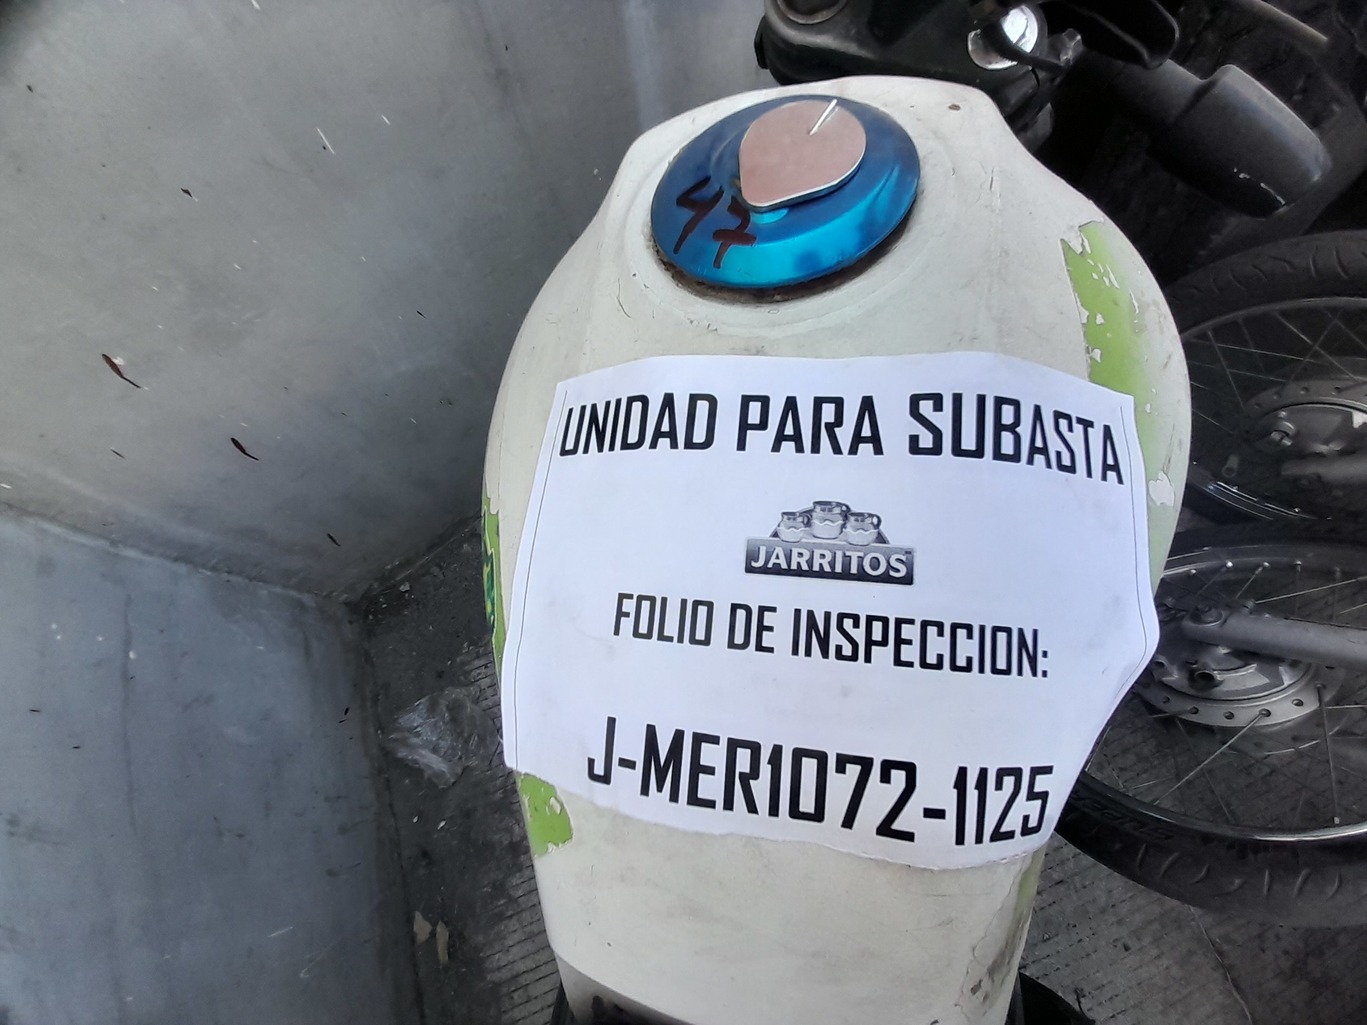 47
UNIDAD PARA SUBASTA
JARRITOS
FOLIO DE INSPECCION:
J-MER1072-1125